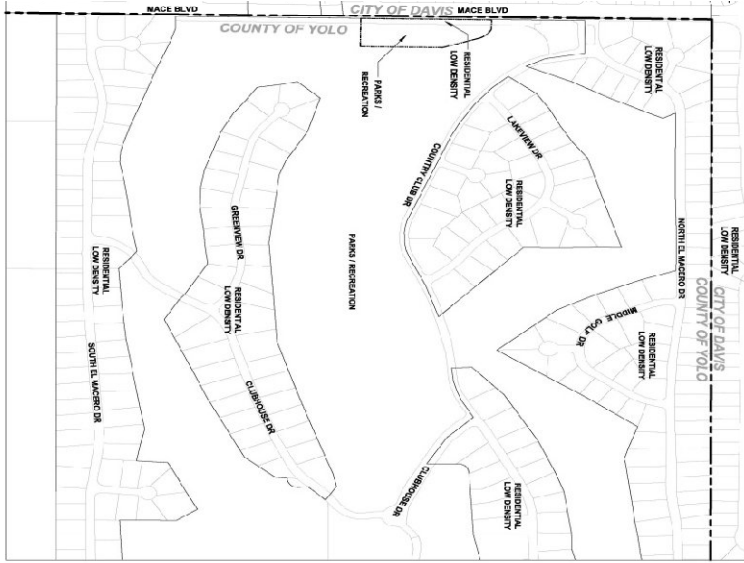 MACE BLVD
CITY OF DAVIS
MACE BLVD
COUNTY OF YOLO
RESIDENTIAL
LOW DENSITY
PARKS /
RECREATION
RESIDENTIAL
LOW DENSITY
LAKEVIEW DR
COUNTRY CLUB DR
RESIDENTIAL
LOW DENSITY
GREENVIEW DR
PARKS / RECREATION
NORTH EL MACERO DR
RESIDENTIAL
LOW DENSITY
CITY OF DAVIS
COUNTY OF YOLO
RESIDENTIAL
LOW DENSITY
RESIDENTIAL
LOW DENSITY
MIDDLE GOLF DR
RESIDENTIAL
LOW DENSITY
SOUTH EL MACERO DR
CLUBHOUSE DR
CLUBHOUSE DR
RESIDENTIAL
LOW DENSITY